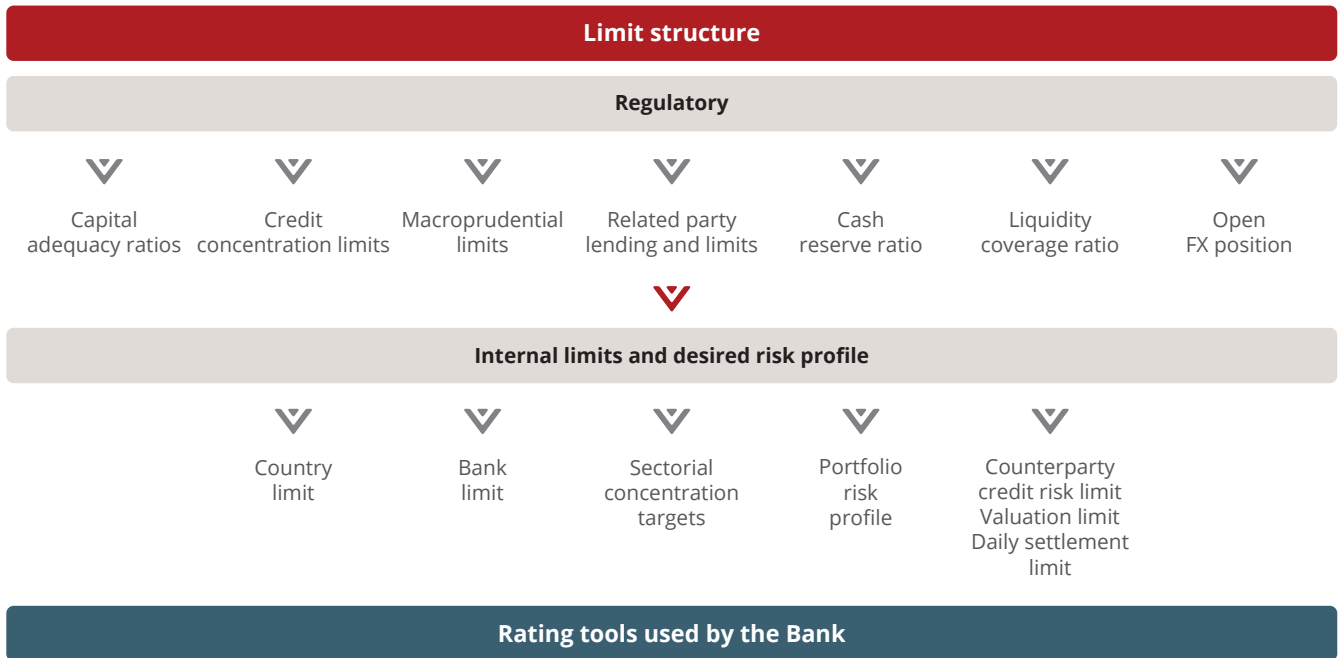 Limit structure
Regulatory
Capital
adequacy ratios
Credit
concentration limits
Macroprudential
limits
Related party
lending and limits
Cash
reserve ratio
Liquidity
coverage ratio
Open
FX position
Internal limits and desired risk profile
Country
limit
Bank
limit
Sectorial
concentration
targets
Portfolio
risk
profile
Counterparty
credit risk limit
Valuation limit
Daily settlement
limit
Rating tools used by the Bank